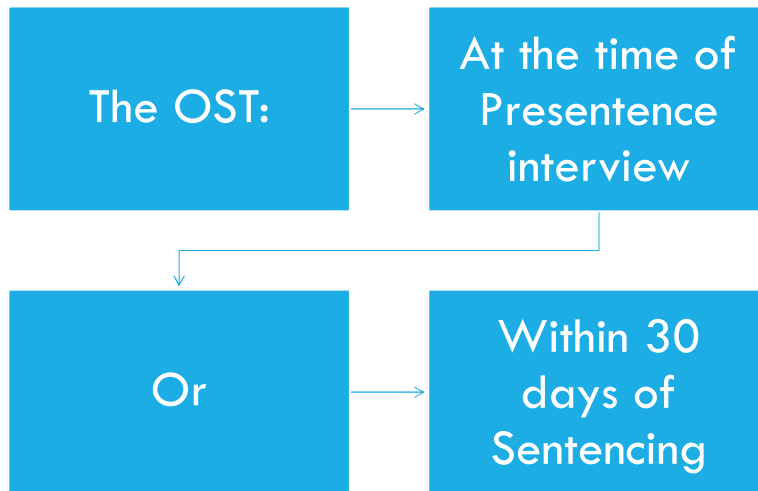 The OST:
At the time of
Presentence
interview
Or
Within 30
days of
Sentencing